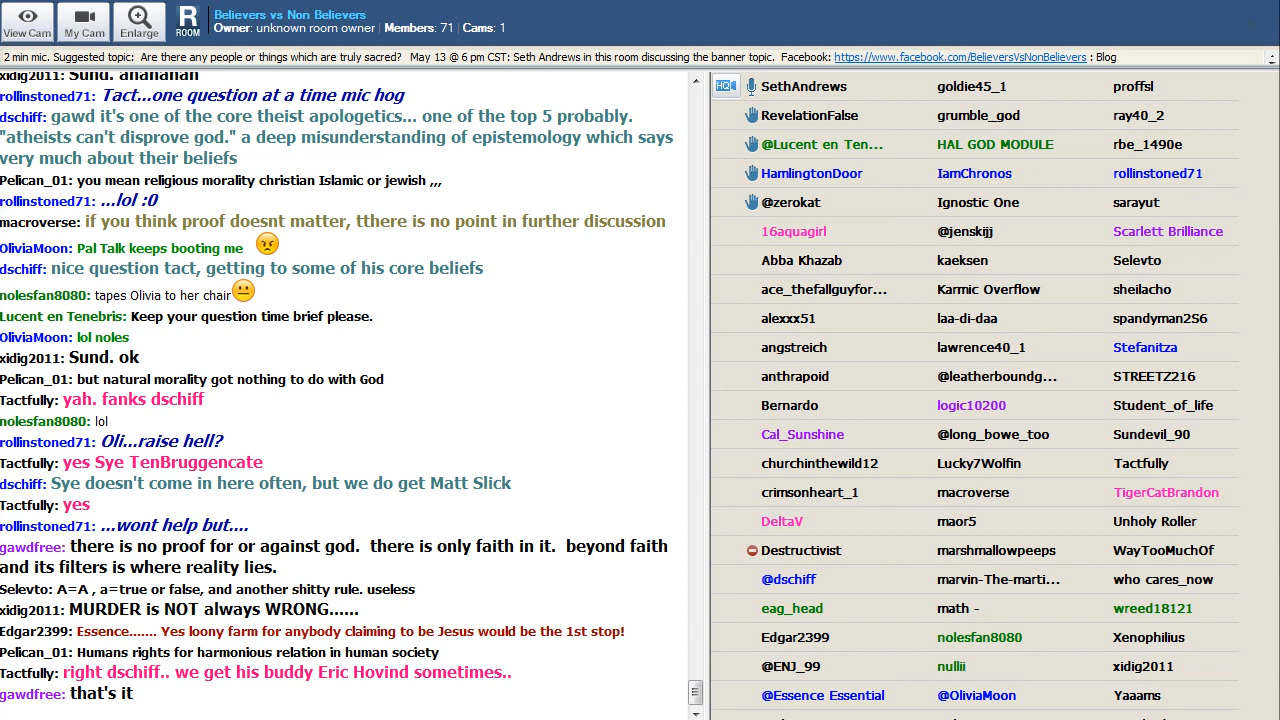 View Cam
My Cam
Enlarge
R
ROOM
Believers vs Non Believers
Owner: unknown room owner | Members: 71 | Cams: 1
2 min mic. Suggested topic: Are there any people or things which are truly sacred? May 13 @ 6 pm CST: Seth Andrews in this room discussing the banner topic. Facebook: https://www.facebook.com/BelieversVsNonBelievers : Blog
xidig2011: Sund. ahahahah
rollinstoned71: Tact...one question at a time mic hog
dschiff: gawd it's one of the core theist apologetics... one of the top 5 probably.
"atheists can't disprove god." a deep misunderstanding of epistemology which says
very much about their beliefs
Pelican_01: you mean religious morality christian Islamic or jewish ,,,
rollinstoned71: ...lol :0
macroverse: if you think proof doesnt matter, tthere is no point in further discussion
OliviaMoon: Pal Talk keeps booting me
dschiff: nice question tact, getting to some of his core beliefs
nolesfan8080: tapes Olivia to her chair
Lucent en Tenebris: Keep your question time brief please.
OliviaMoon: lol noles
xidig2011: Sund. ok
Pelican_01: but natural morality got nothing to do with God
Tactfully: yah. fanks dschiff
nolesfan8080: lol
rollinstoned71: Oli...raise hell?
Tactfully: yes Sye TenBruggencate
dschiff: Sye doesn't come in here often, but we do get Matt Slick
Tactfully: yes
rollinstoned71: ...wont help but....
gawdfree: there is no proof for or against god. there is only faith in it. beyond faith
and its filters is where reality lies.
Selevto: A=A , a=true or false, and another shitty rule. useless
xidig2011: MURDER is NOT always WRONG......
Edgar2399: Essence....... Yes loony farm for anybody claiming to be Jesus would be the 1st stop!
Pelican_01: Humans rights for harmonious relation in human society
Tactfully: right dschiff.. we get his buddy Eric Hovind sometimes..
gawdfree: that's it
HQ
SethAndrews goldie45_1 proffsl
RevelationFalse grumble_god ray40_2
@Lucent en Ten... HAL GOD MODULE rbe_1490e
HamlingtonDoor IamChronos rollinstoned71
@zerokat Ignostic One sarayut
16aquagirl @jenskijj Scarlett Brilliance
Abba Khazab kaeksen Selevto
ace_thefallguyfor... Karmic Overflow sheilacho
alexxx51 laa-di-daa spandyman2S6
angstreich lawrence40_1 Stefanitza
anthrapoid @leatherboundg... STREETZ216
Bernardo logic10200 Student_of_life
Cal_Sunshine @long_bowe_too Sundevil_90
churchinthewild12 Lucky7Wolfin Tactfully
crimsonheart_1 macroverse TigerCatBrandon
DeltaV maor5 Unholy Roller
Destructivist marshmallowpeeps WayTooMuchOf
@dschiff marvin-The-marti... who cares_now
eag_head math - wreed18121
Edgar2399 nolesfan8080 Xenophilius
@ENJ_99 nullii xidig2011
@Essence Essential @OliviaMoon Yaaams